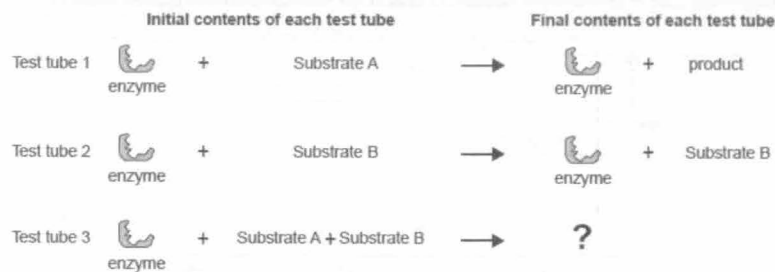 Initial contents of each test tube Final contents of each test tube
Test tube 1 + Substrate A → + product
enzyme enzyme
Test tube 2 + Substrate B → + Substrate B
enzyme enzyme
Test tube 3 + Substrate A + Substrate B → ?
enzyme